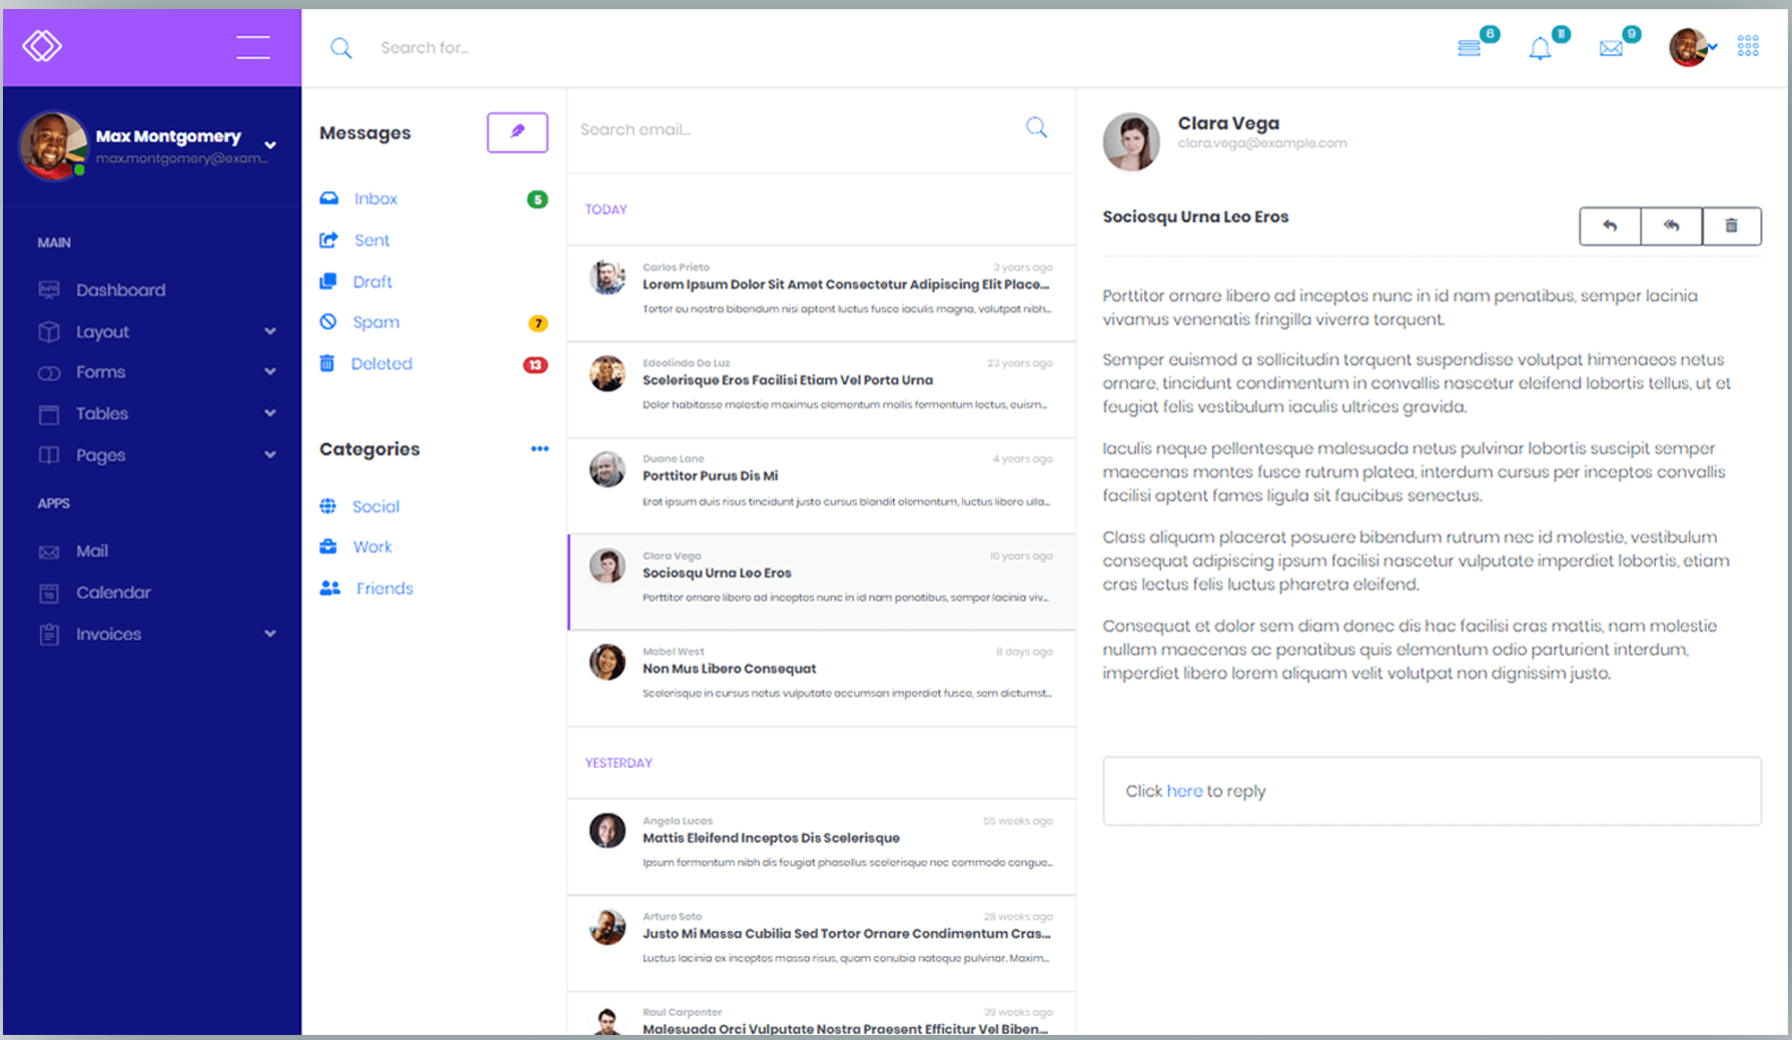 Search for...
6
11
9
Max Montgomery
max.montgomery@exam...
MAIN
Dashboard
Layout
Forms
Tables
Pages
APPS
Mail
Calendar
Invoices
Messages
Inbox
5
Sent
Draft
Spam
7
Deleted
13
Categories
Social
Work
Friends
Search email...
TODAY
Carlos Prieto
3 years ago
Lorem Ipsum Dolor Sit Amet Consectetur Adipiscing Elit Place...
Tortor eu nostra bibendum nisi aptent luctus fusce iaculis magna, volutpat nibh...
Edeolinda Da Luz
23 years ago
Scelerisque Eros Facilisi Etiam Vel Porta Urna
Dolor habitasse molestie maximus elementum mollis fermentum lectus, euism...
Duane Lane
4 years ago
Porttitor Purus Dis Mi
Erat ipsum duis risus tincidunt justo cursus blandit elementum, luctus libero ulla...
Clara Vega
16 years ago
Sociosqu Urna Leo Eros
Porttitor ornare libero ad inceptos nunc in id nam penatibus, semper lacinia viv...
Mabel West
8 days ago
Non Mus Libero Consequat
Scelerisque in cursus netus vulputate accumsan imperdiet fusce, sem dictumst...
YESTERDAY
Angela Lucas
55 weeks ago
Mattis Eleifend Inceptos Dis Scelerisque
Ipsum fermentum nibh dis feugiat phasellus scelerisque nec commodo congue...
Arturo Soto
28 weeks ago
Justo Mi Massa Cubilia Sed Tortor Ornare Condimentum Cras...
Luctus lacinia ex inceptos massa risus, quam conubia natoque pulvinar. Maxim...
Raul Carpenter
39 weeks ago
Malesuada Orci Vulputate Nostra Praesent Efficitur Vel Biben...
Clara Vega
clara.vega@example.com
Sociosqu Urna Leo Eros
Porttitor ornare libero ad inceptos nunc in id nam penatibus, semper lacinia
vivamus venenatis fringilla viverra torquent.
Semper euismod a sollicitudin torquent suspendisse volutpat himenaeos netus
ornare, tincidunt condimentum in convallis nascetur eleifend lobortis tellus, ut et
feugiat felis vestibulum iaculis ultrices gravida.
Iaculis neque pellentesque malesuada netus pulvinar lobortis suscipit semper
maecenas montes fusce rutrum platea, interdum cursus per inceptos convallis
facilisi aptent fames ligula sit faucibus senectus.
Class aliquam placerat posuere bibendum rutrum nec id molestie, vestibulum
consequat adipiscing ipsum facilisi nascetur vulputate imperdiet lobortis, etiam
cras lectus felis luctus pharetra eleifend.
Consequat et dolor sem diam donec dis hac facilisi cras mattis, nam molestie
nullam maecenas ac penatibus quis elementum odio parturient interdum,
imperdiet libero lorem aliquam velit volutpat non dignissim justo.
Click here to reply